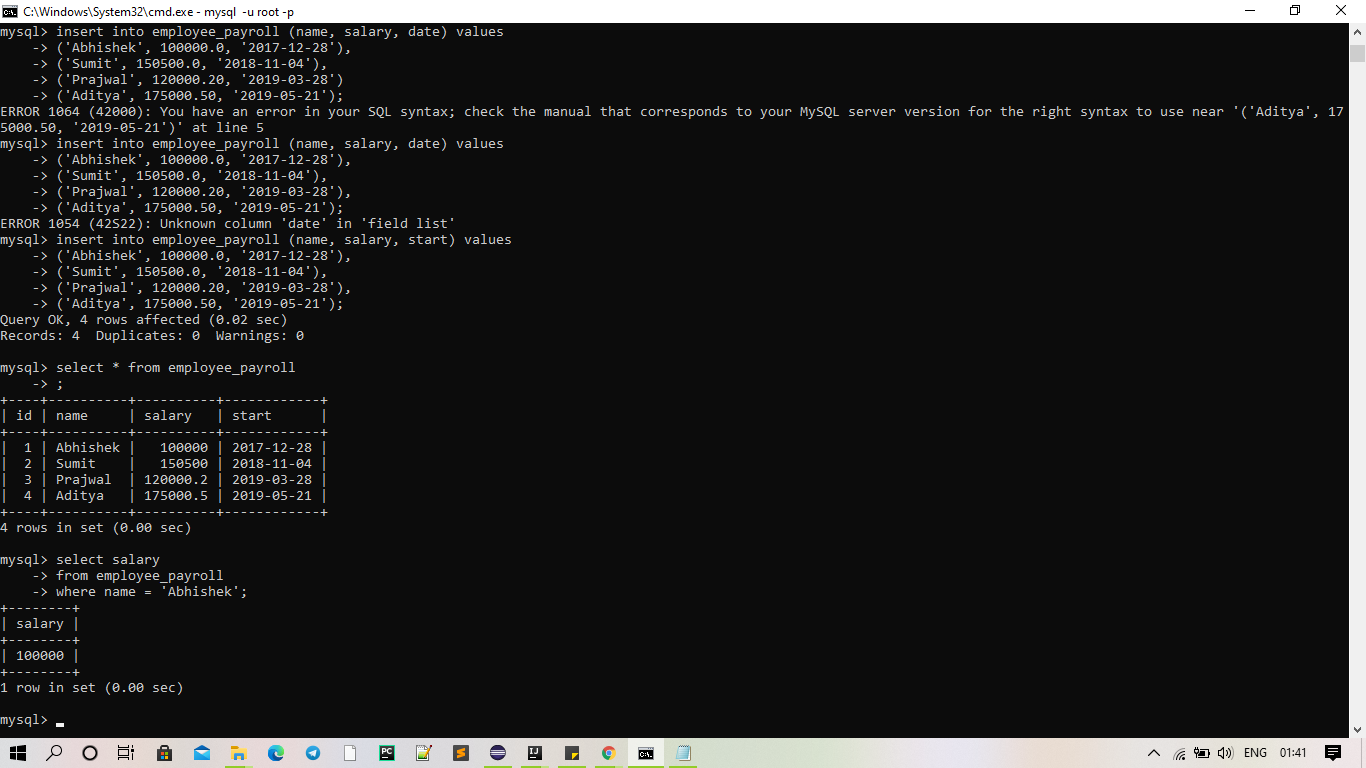 C:\Windows\System32\cmd.exe - mysql  -u root -p
mysql> insert into employee_payroll (name, salary, date) values
    -> ('Abhishek', 100000.0, '2017-12-28'),
    -> ('Sumit', 150500.0, '2018-11-04'),
    -> ('Prajwal', 120000.20, '2019-03-28')
    -> ('Aditya', 175000.50, '2019-05-21');
ERROR 1064 (42000): You have an error in your SQL syntax; check the manual that corresponds to your MySQL server version for the right syntax to use near '('Aditya', 17
5000.50, '2019-05-21')' at line 5
mysql> insert into employee_payroll (name, salary, date) values
    -> ('Abhishek', 100000.0, '2017-12-28'),
    -> ('Sumit', 150500.0, '2018-11-04'),
    -> ('Prajwal', 120000.20, '2019-03-28'),
    -> ('Aditya', 175000.50, '2019-05-21');
ERROR 1054 (42S22): Unknown column 'date' in 'field list'
mysql> insert into employee_payroll (name, salary, start) values
    -> ('Abhishek', 100000.0, '2017-12-28'),
    -> ('Sumit', 150500.0, '2018-11-04'),
    -> ('Prajwal', 120000.20, '2019-03-28'),
    -> ('Aditya', 175000.50, '2019-05-21');
Query OK, 4 rows affected (0.02 sec)
Records: 4  Duplicates: 0  Warnings: 0

mysql> select * from employee_payroll
    -> ;
+----+----------+----------+------------+
| id | name     | salary   | start      |
+----+----------+----------+------------+
|  1 | Abhishek |   100000 | 2017-12-28 |
|  2 | Sumit    |   150500 | 2018-11-04 |
|  3 | Prajwal  | 120000.2 | 2019-03-28 |
|  4 | Aditya   | 175000.5 | 2019-05-21 |
+----+----------+----------+------------+
4 rows in set (0.00 sec)

mysql> select salary
    -> from employee_payroll
    -> where name = 'Abhishek';
+--------+
| salary |
+--------+
| 100000 |
+--------+
1 row in set (0.00 sec)

mysql>
PC
IJ
ENG
01:41